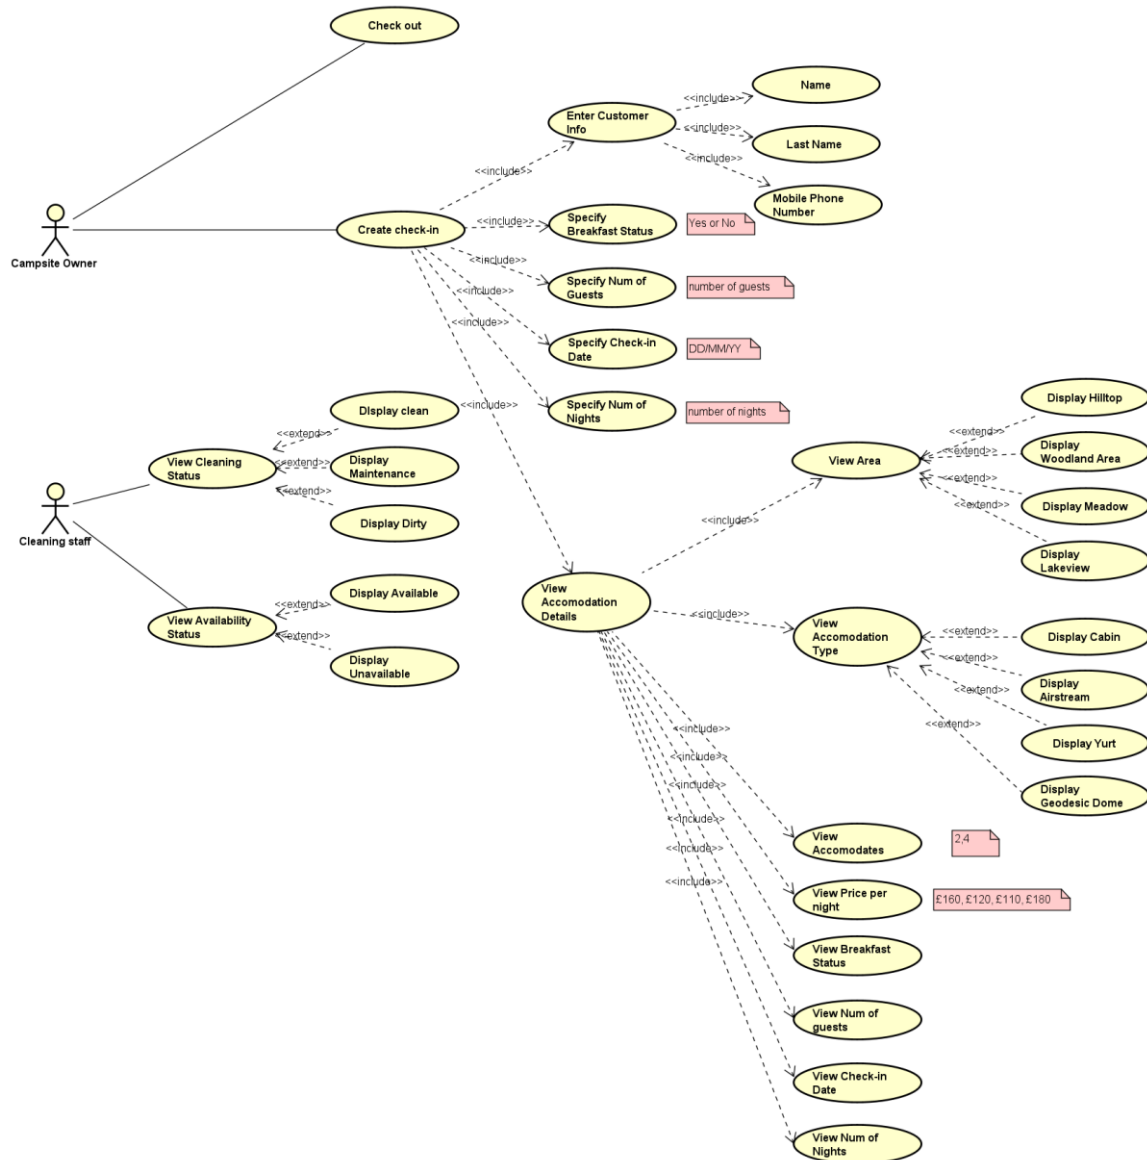 Check out
Name
<<include>>
Enter Customer
Info
<<include>>
Last Name
<<include>>
<<include>>
Mobile Phone
Number
Campsite Owner
Create check-in
<<include>>
Specify
Breakfast Status
Yes or No
<<include>>
Specify Num of
Guests
number of guests
<<include>>
Specify Check-in
Date
DD/MM/YY
<<include>>
Specify Num of
Nights
number of nights
<<include>>
Cleaning staff
View Cleaning
Status
<<extend>>
DIsplay clean
<<extend>>
Display
Maintenance
<<extend>>
Display Dirty
View Availability
Status
<<extend>>
Display Available
<<extend>>
Display
Unavailable
View
Accomodation
Details
<<include>>
View Area
<<extend>>
Display Hilltop
<<extend>>
Display
Woodland Area
<<extend>>
Display Meadow
<<extend>>
Display
Lakeview
<<include>>
View
Accomodation
Type
<<extend>>
Display Cabin
<<extend>>
Display
Airstream
<<extend>>
Display Yurt
<<extend>>
Display
Geodesic Dome
<<include>>
View
Accomodates
2,4
<<include>>
View Price per
night
£160, £120, £110, £180
<<include>>
View Breakfast
Status
<<include>>
View Num of
guests
<<include>>
View Check-in
Date
<<include>>
View Num of
Nights